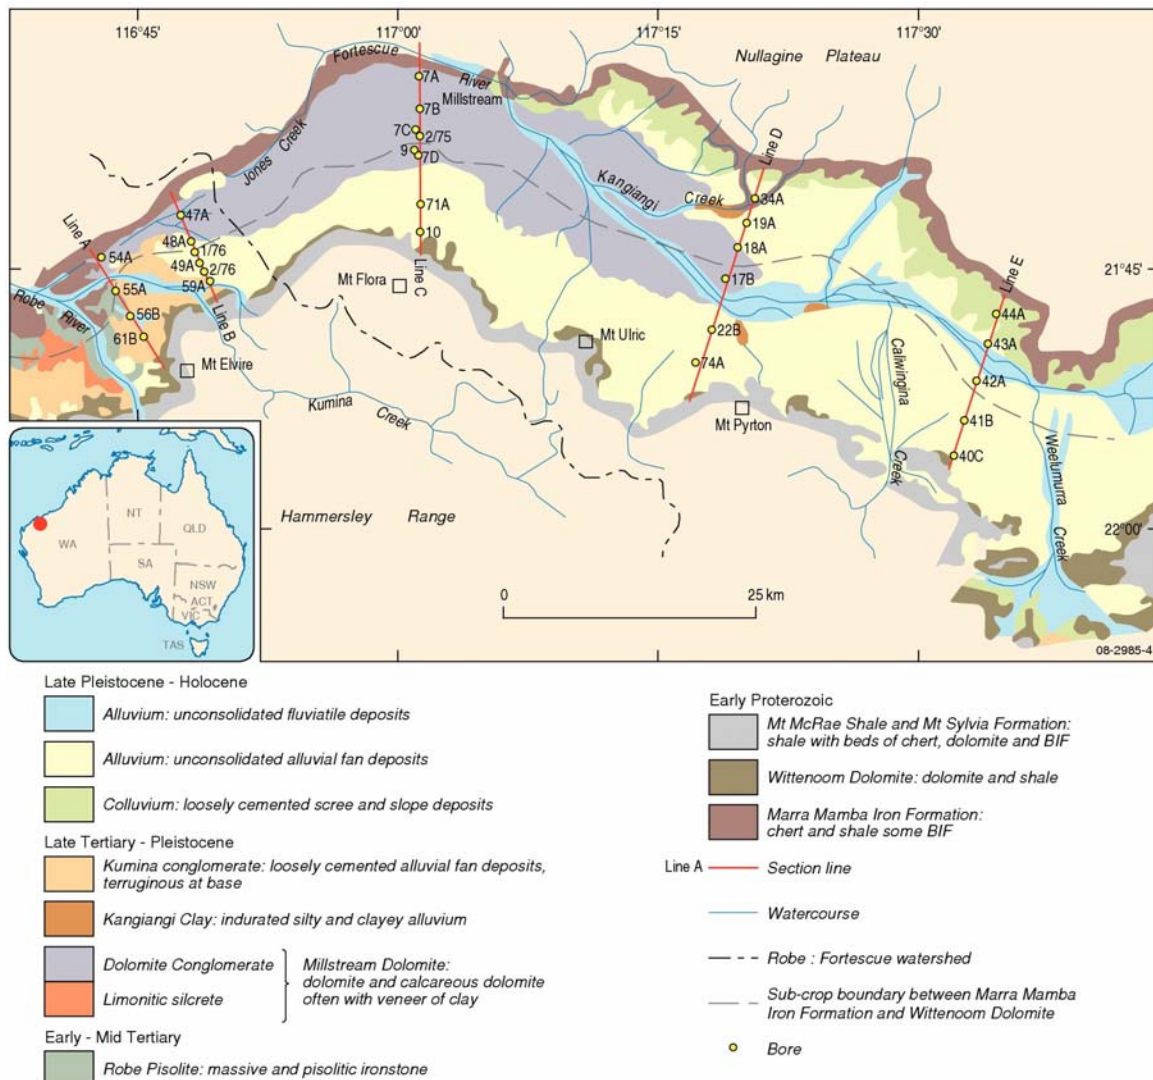 116°45'
117°00'
117°15'
117°30'
Fortescue
River
Nullagine Plateau
Millstream
7A
7B
7C
2/75
9
7D
Jones Creek
Line D
Kangiangi
Creek
34A
19A
71A
10
18A
47A
48A
1/76
49A
2/76
59A
Line A
54A
55A
56B
61B
Line B
Line C
Mt Flora
17B
Line E
21°45'
Robe
River
44A
43A
42A
41B
40C
Mt Elvire
Mt Ulric
22B
74A
Caliwingina
Creek
Kumina
Creek
Mt Pyrton
Weelumurra
Creek
Hammersley Range
22°00'
0
25 km
WA
NT
QLD
SA
NSW
ACT
VIC
TAS
08-2985-4
Late Pleistocene - Holocene
Alluvium: unconsolidated fluviatile deposits
Alluvium: unconsolidated alluvial fan deposits
Colluvium: loosely cemented scree and slope deposits
Late Tertiary - Pleistocene
Kumina conglomerate: loosely cemented alluvial fan deposits,
terruginous at base
Kangiangi Clay: indurated silty and clayey alluvium
Dolomite Conglomerate
Limonitic silcrete
Millstream Dolomite:
dolomite and calcareous dolomite
often with veneer of clay
Early - Mid Tertiary
Robe Pisolite: massive and pisolitic ironstone
Early Proterozoic
Mt McRae Shale and Mt Sylvia Formation:
shale with beds of chert, dolomite and BIF
Wittenoom Dolomite: dolomite and shale
Marra Mamba Iron Formation:
chert and shale some BIF
Line A
Section line
Watercourse
Robe : Fortescue watershed
Sub-crop boundary between Marra Mamba
Iron Formation and Wittenoom Dolomite
Bore